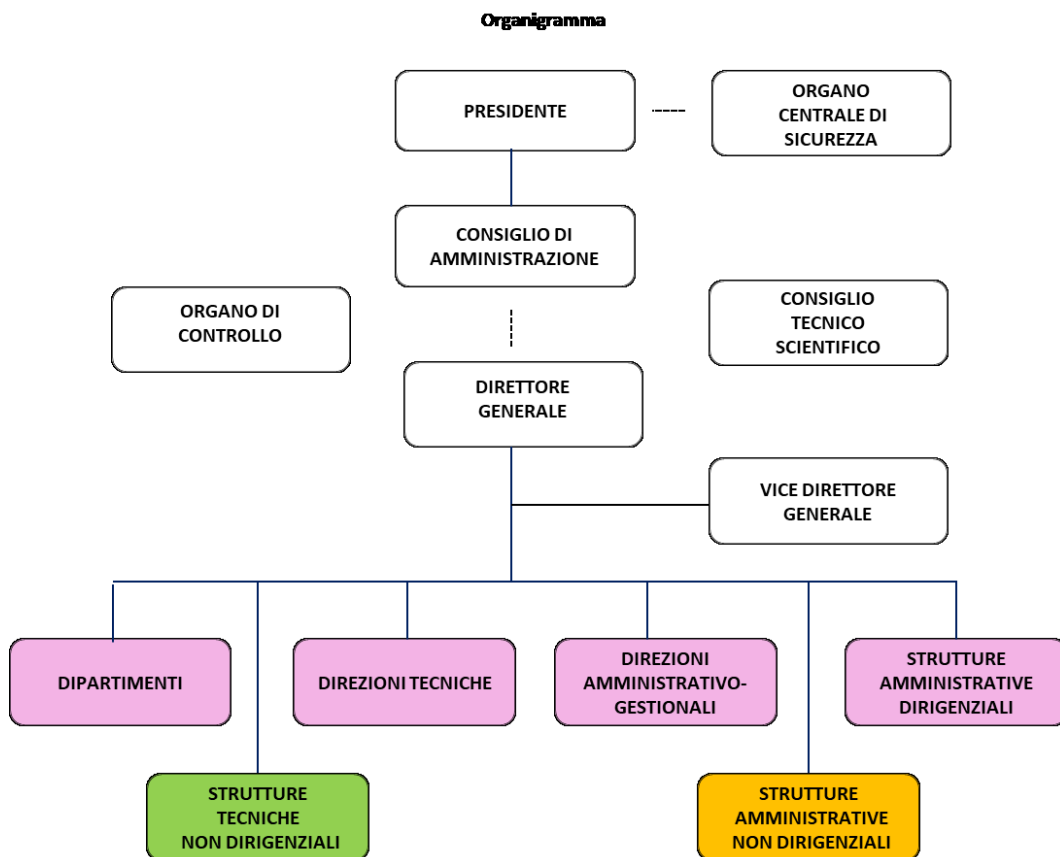 Organigramma
PRESIDENTE
ORGANO
CENTRALE DI
SICUREZZA
CONSIGLIO DI
AMMINISTRAZIONE
ORGANO DI
CONTROLLO
CONSIGLIO
TECNICO
SCIENTIFICO
DIRETTORE
GENERALE
VICE DIRETTORE
GENERALE
DIPARTIMENTI
DIREZIONI TECNICHE
DIREZIONI
AMMINISTRATIVO-
GESTIONALI
STRUTTURE
AMMINISTRATIVE
DIRIGENZIALI
STRUTTURE
TECNICHE
NON DIRIGENZIALI
STRUTTURE
AMMINISTRATIVE
NON DIRIGENZIALI